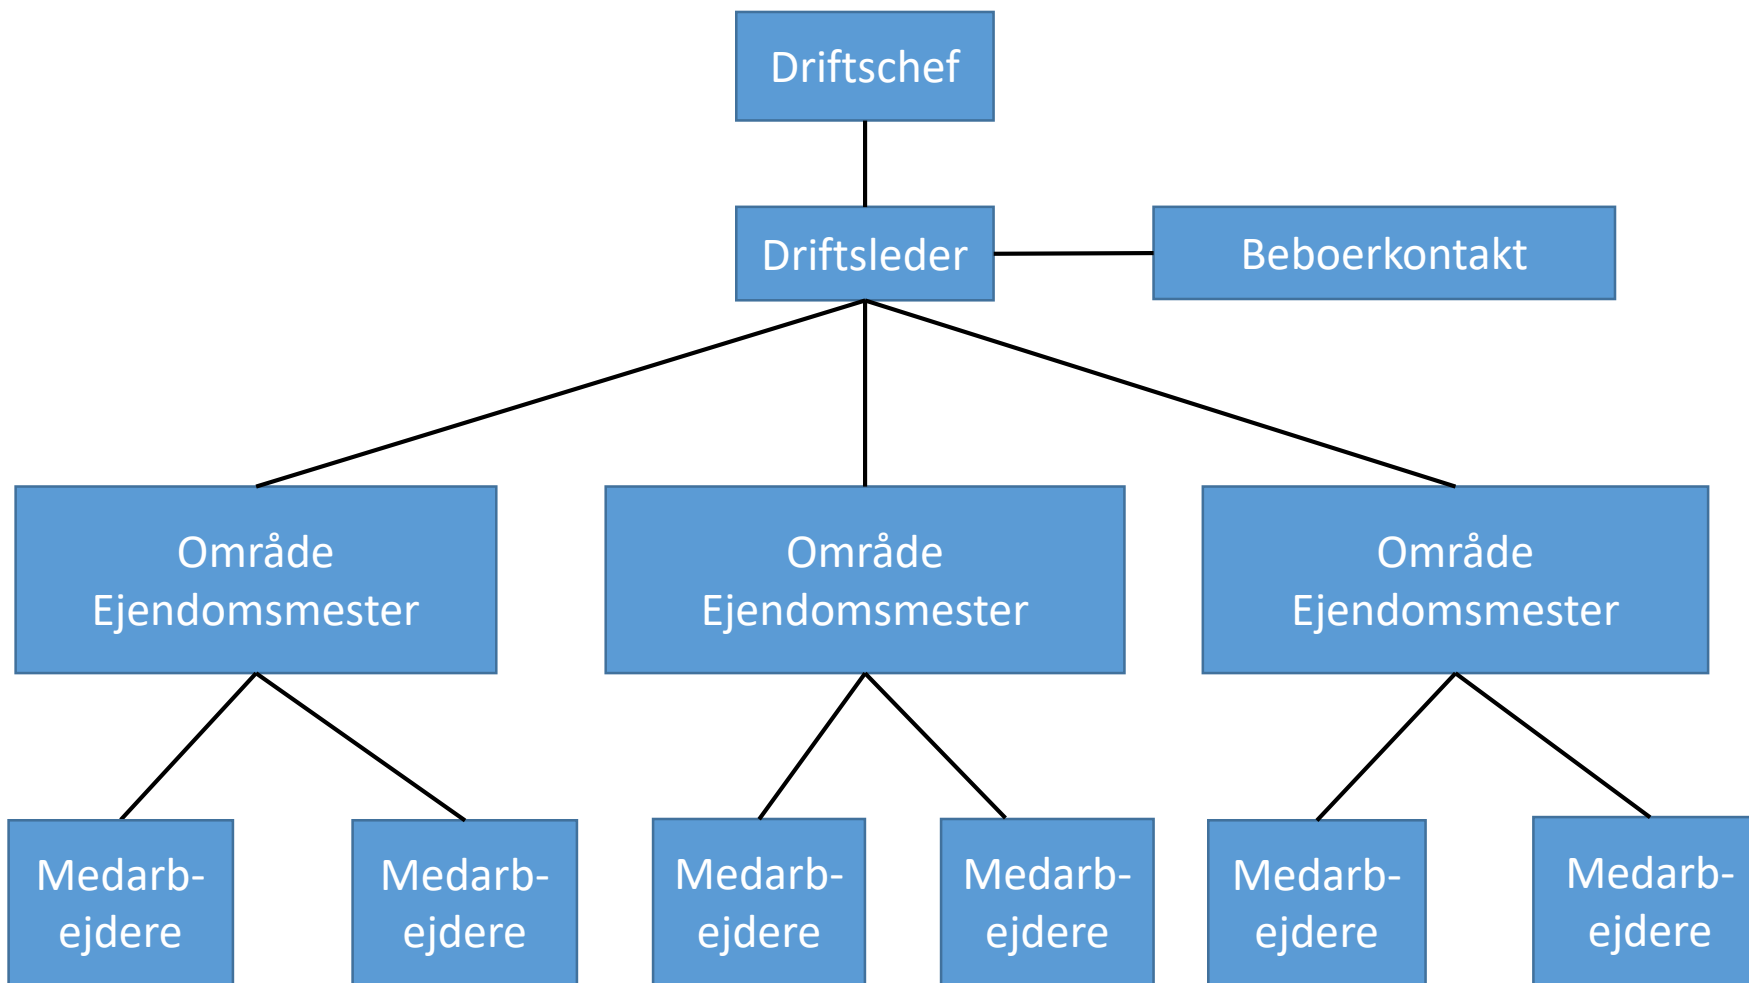 Driftschef
Driftsleder
Beboerkontakt
Område
Ejendomsmester
Område
Ejendomsmester
Område
Ejendomsmester
Medarb-
ejdere
Medarb-
ejdere
Medarb-
ejdere
Medarb-
ejdere
Medarb-
ejdere
Medarb-
ejdere